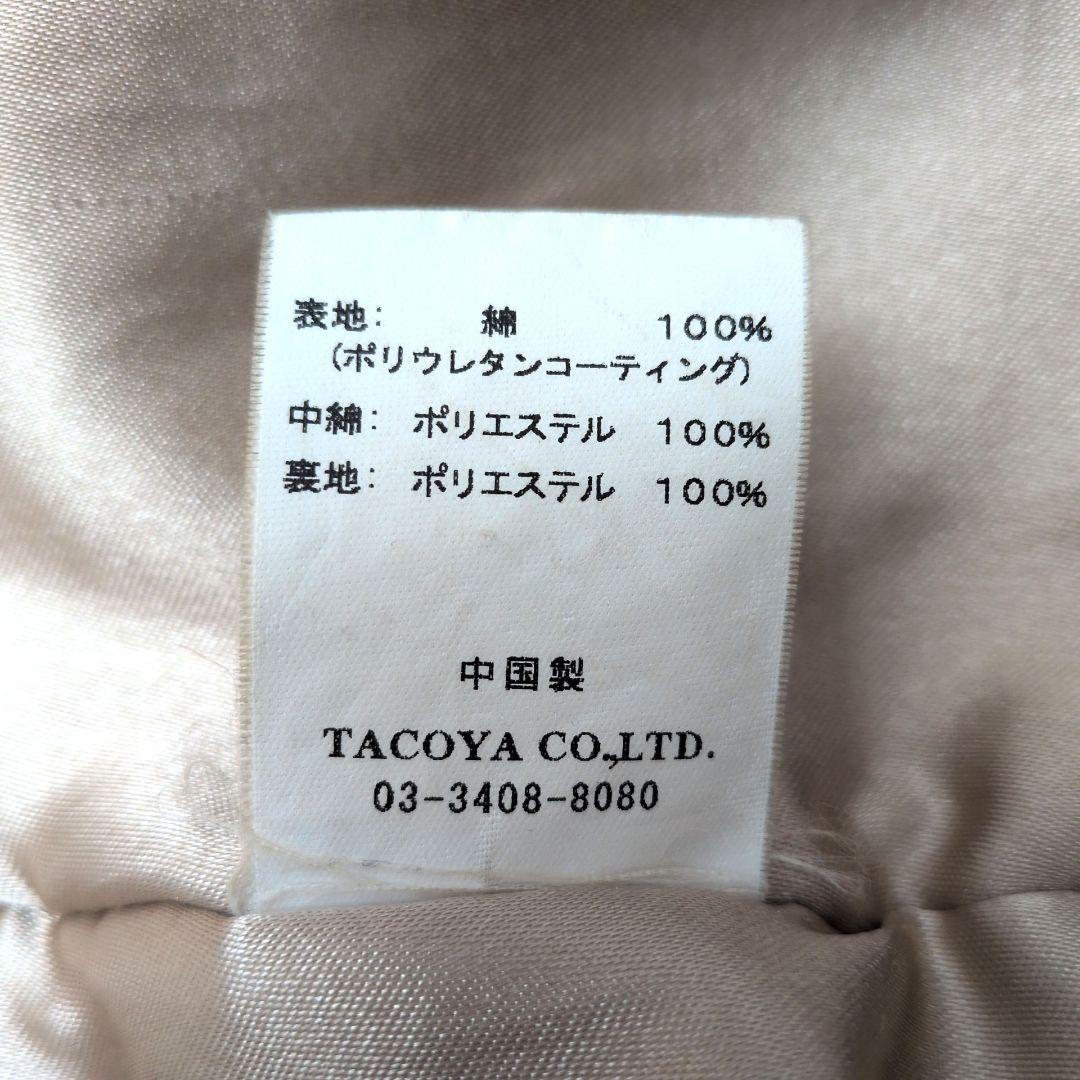 表地: 綿 100%
(ポリウレタンコーティング)
中綿: ポリエステル 100%
裏地: ポリエステル 100%
中国製
TACOYA CO.,LTD.
03-3408-8080